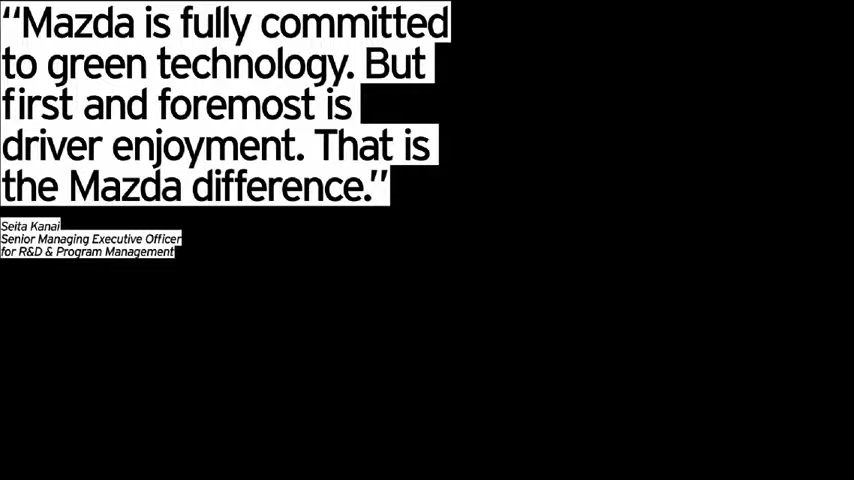 “Mazda is fully committed
to green technology. But
first and foremost is
driver enjoyment. That is
the Mazda difference.”
Seita Kanai
Senior Managing Executive Officer
for R&D & Program Management